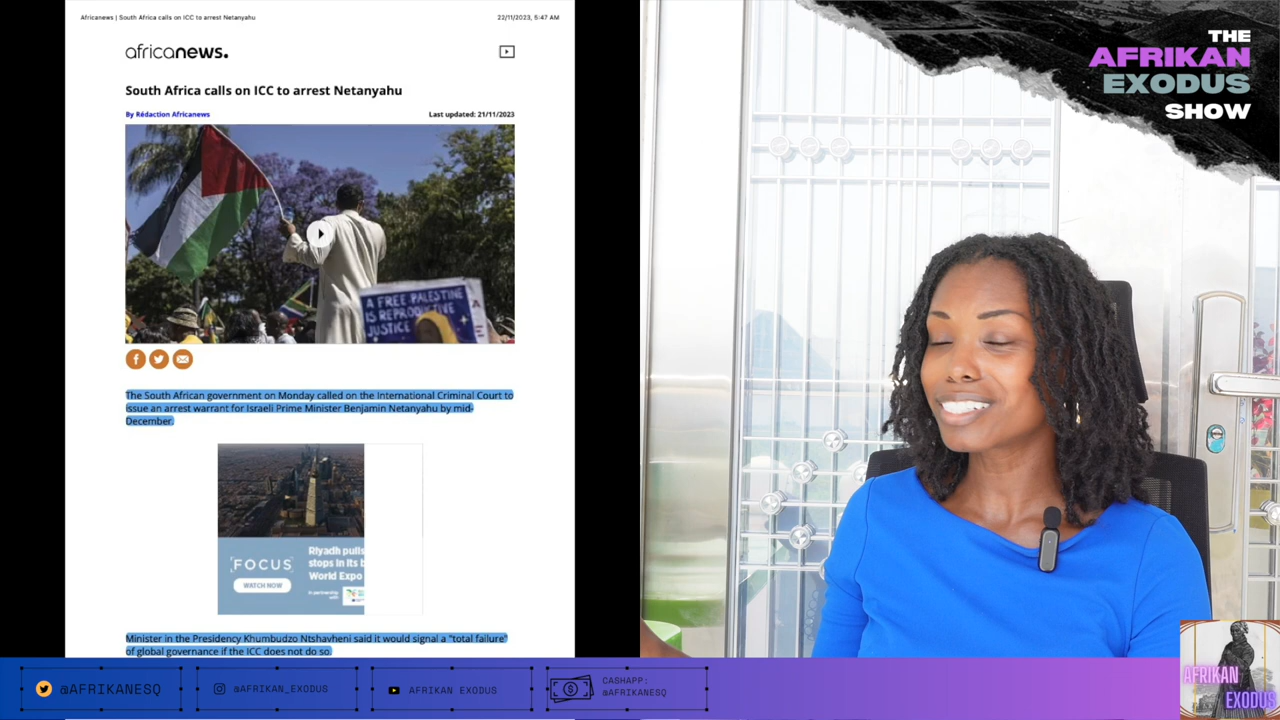 Africanews | South Africa calls on ICC to arrest Netanyahu
22/11/2023, 5:47 AM
africanews.
South Africa calls on ICC to arrest Netanyahu
By Rédaction Africanews
Last updated: 21/11/2023
A FREE PALESTINE
IS REPRODUCTIVE
JUSTICE
The South African government on Monday called on the International Criminal Court to
issue an arrest warrant for Israeli Prime Minister Benjamin Netanyahu by mid-
December.
FOCUS
WATCH NOW
Riyadh pulls
stops in its b
World Expo
In partnership
with
Minister in the Presidency Khumbudzo Ntshavheni said it would signal a "total failure"
of global governance if the ICC does not do so.
THE
AFRIKAN
EXODUS
SHOW
@AFRIKANESQ
@AFRIKAN_EXODUS
AFRIKAN EXODUS
CASHAPP:
@AFRIKANESQ
AFRIKAN
EXODUS